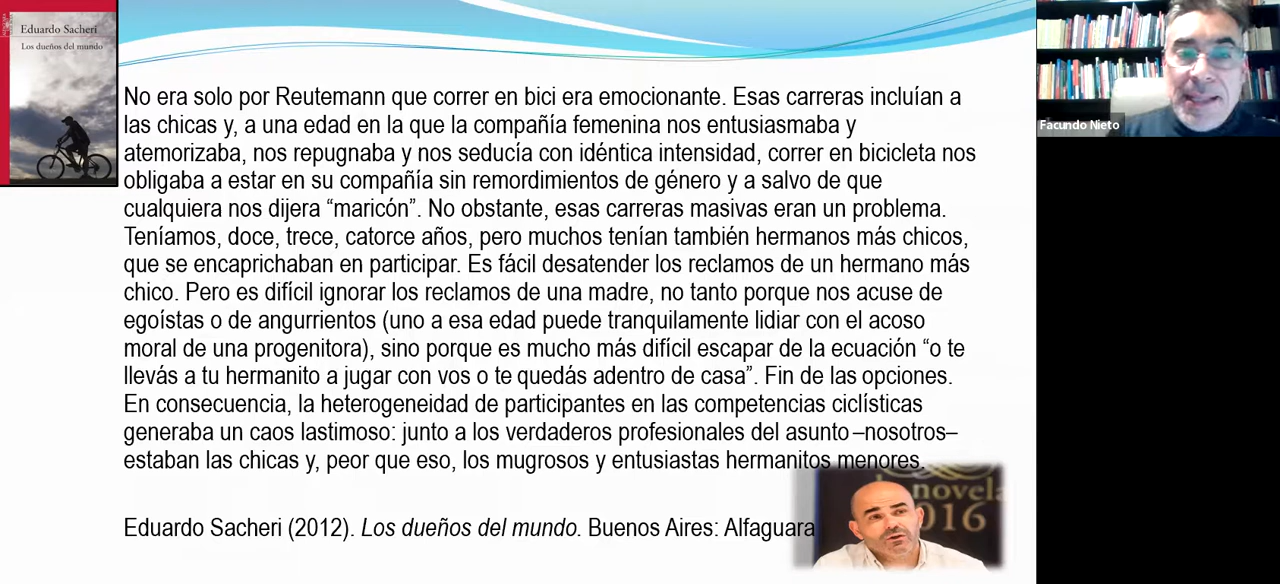 Eduardo Sacheri
Los dueños del mundo
No era solo por Reutemann que correr en bici era emocionante. Esas carreras incluían a
las chicas y, a una edad en la que la compañía femenina nos entusiasmaba y
atemorizaba, nos repugnaba y nos seducía con idéntica intensidad, correr en bicicleta nos
obligaba a estar en su compañía sin remordimientos de género y a salvo de que
cualquiera nos dijera “maricón”. No obstante, esas carreras masivas eran un problema.
Teníamos, doce, trece, catorce años, pero muchos tenían también hermanos más chicos,
que se encaprichaban en participar. Es fácil desatender los reclamos de un hermano más
chico. Pero es difícil ignorar los reclamos de una madre, no tanto porque nos acuse de
egoístas o de angurrientos (uno a esa edad puede tranquilamente lidiar con el acoso
moral de una progenitora), sino porque es mucho más difícil escapar de la ecuación “o te
llevás a tu hermanito a jugar con vos o te quedás adentro de casa”. Fin de las opciones.
En consecuencia, la heterogeneidad de participantes en las competencias ciclísticas
generaba un caos lastimoso: junto a los verdaderos profesionales del asunto –nosotros–
estaban las chicas y, peor que eso, los mugrosos y entusiastas hermanitos menores.
Eduardo Sacheri (2012). Los dueños del mundo. Buenos Aires: Alfaguara
novela
016
Facundo Nieto